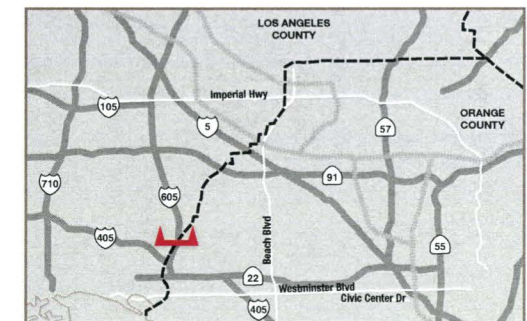 LOS ANGELES
COUNTY
Imperial Hwy
105
5
57
ORANGE
COUNTY
710
91
605
405
Beach Blvd
55
22
Westminster Blvd
Civic Center Dr
405